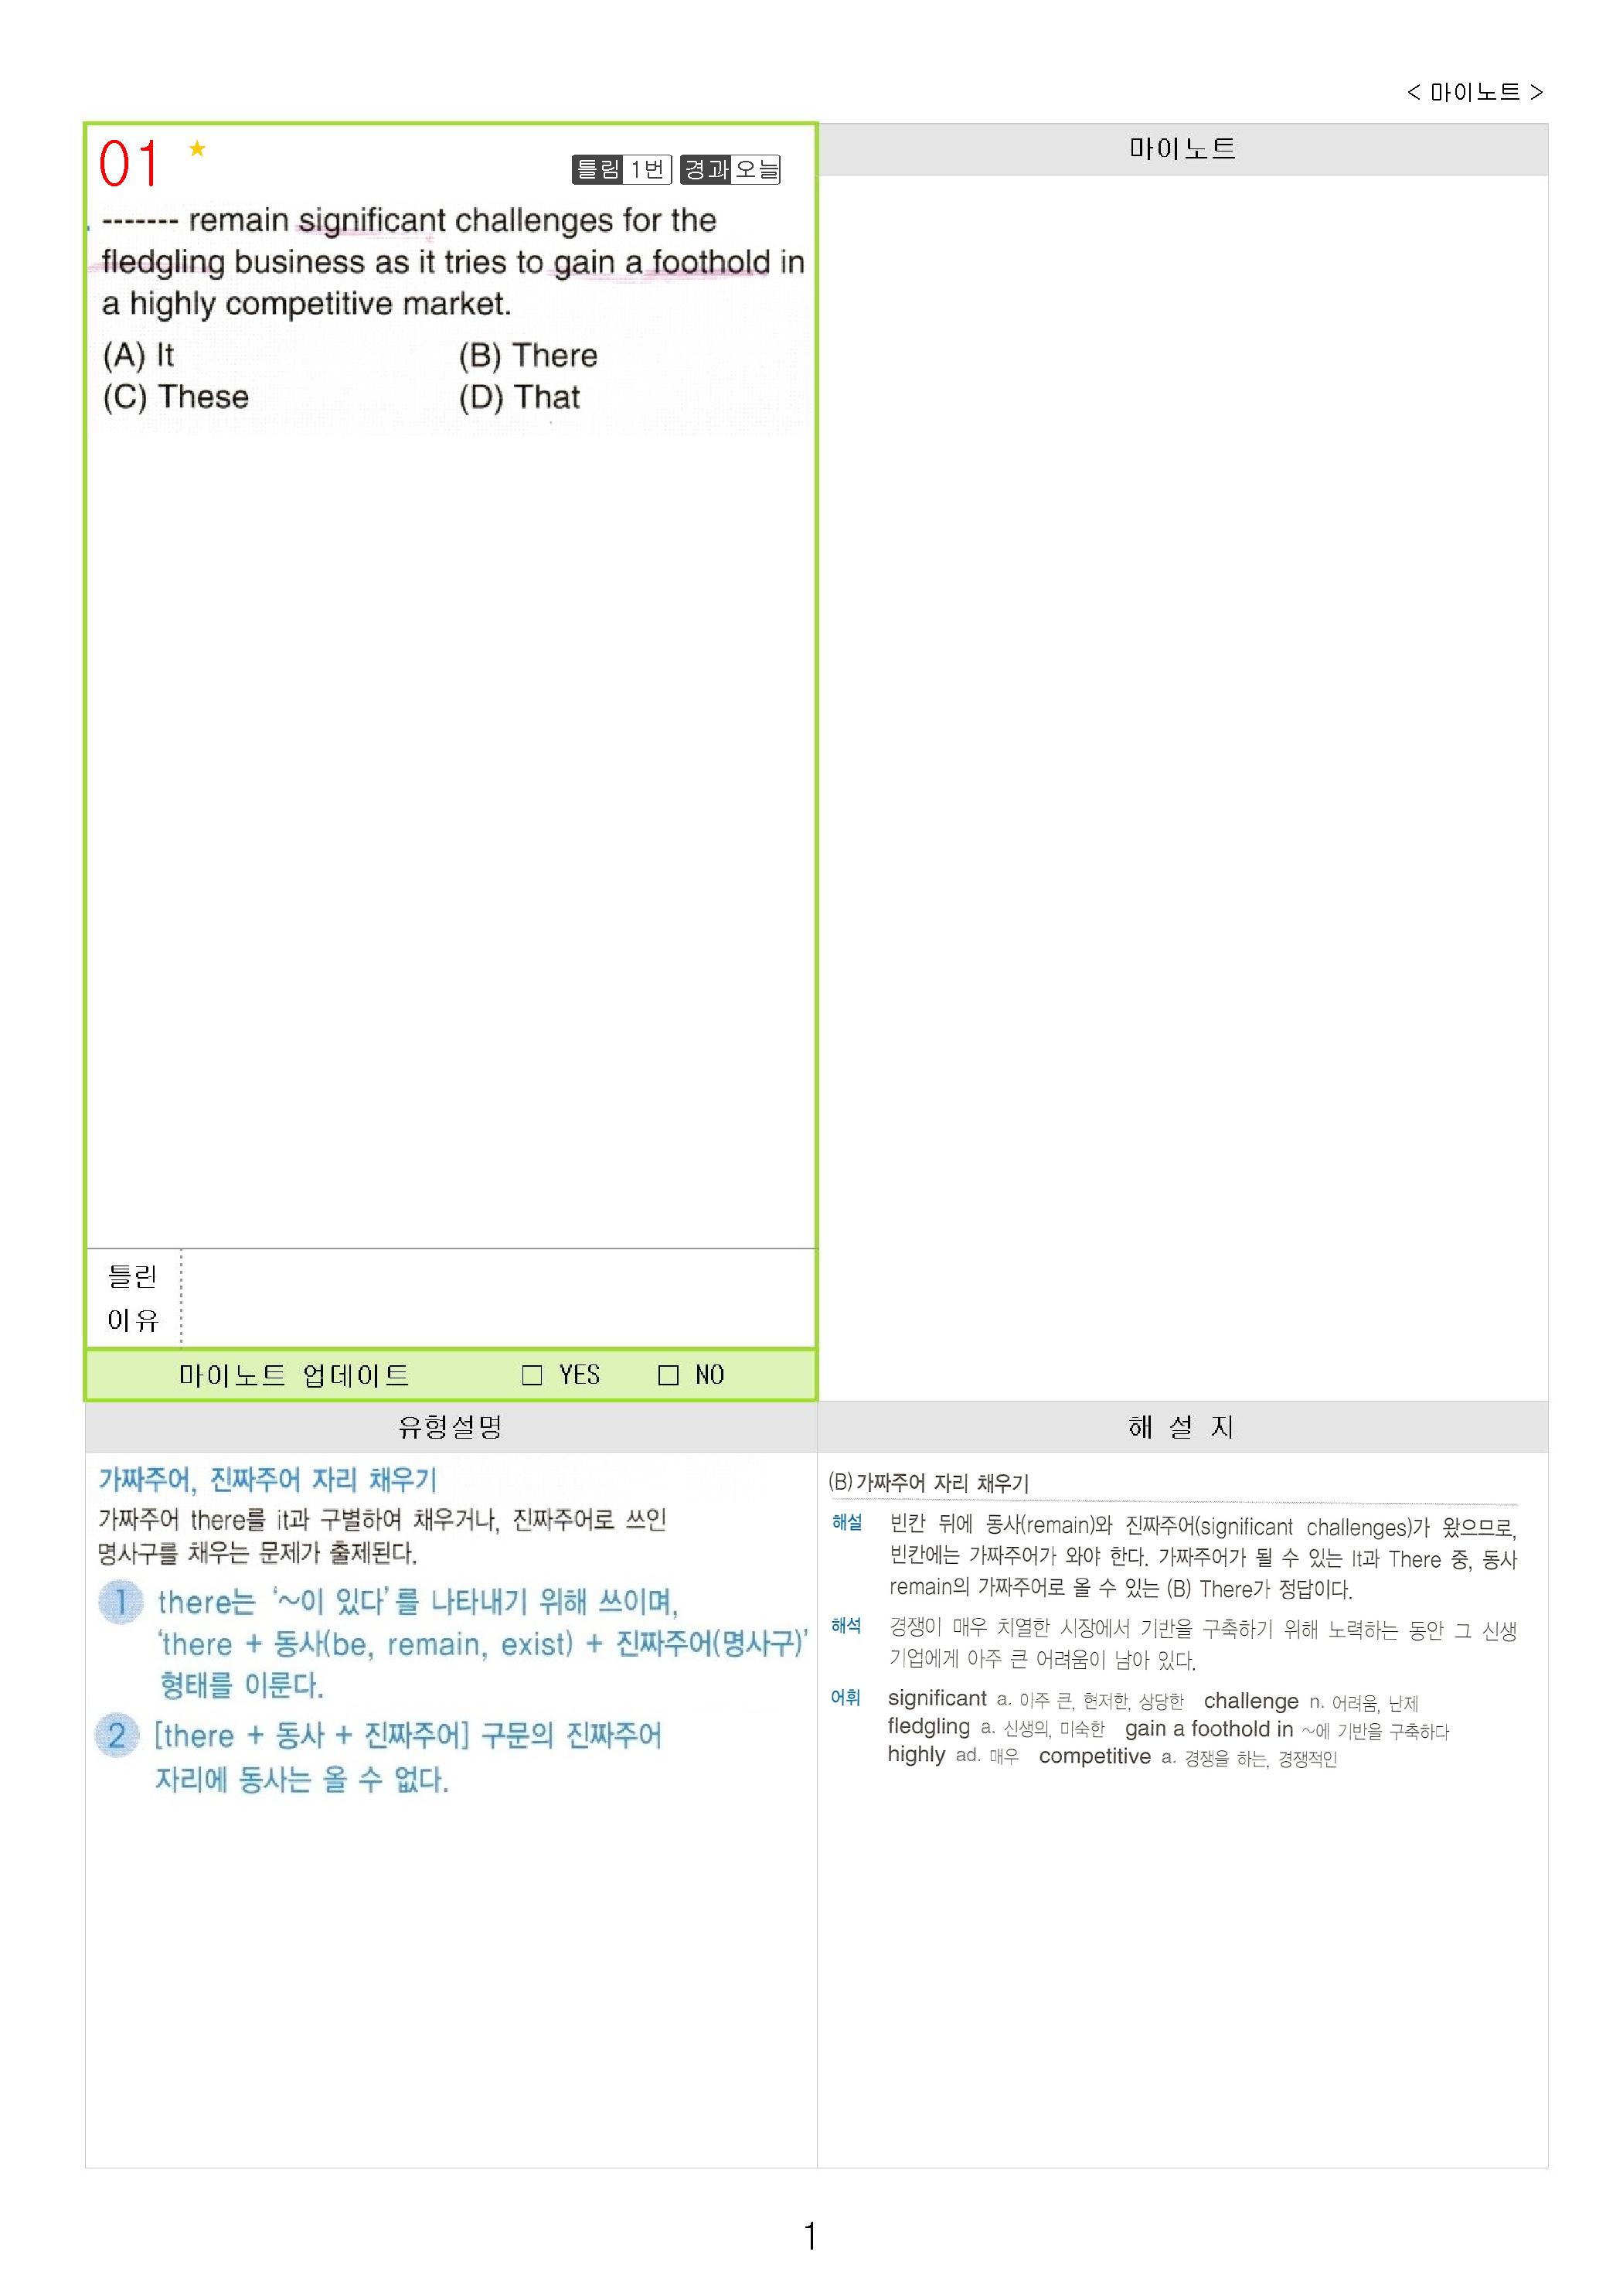 < 마이노트 >
01 ★
틀림 1번 경과 오늘
------- remain significant challenges for the
fledgling business as it tries to gain a foothold in
a highly competitive market.
(A) It (B) There
(C) These (D) That
틀린
이유
마이노트 업데이트 □ YES □ NO
마이노트
유형설명
가짜주어, 진짜주어 자리 채우기
가짜주어 there를 it과 구별하여 채우거나, 진짜주어로 쓰인
명사구를 채우는 문제가 출제된다.
1 there는 ‘~이 있다’를 나타내기 위해 쓰이며,
‘there + 동사(be, remain, exist) + 진짜주어(명사구)’
형태를 이룬다.
2 [there + 동사 + 진짜주어] 구문의 진짜주어
자리에 동사는 올 수 없다.
해 설 지
(B) 가짜주어 자리 채우기
해설 빈칸 뒤에 동사(remain)와 진짜주어(significant challenges)가 왔으므로,
빈칸에는 가짜주어가 와야 한다. 가짜주어가 될 수 있는 It과 There 중, 동사
remain의 가짜주어로 올 수 있는 (B) There가 정답이다.
해석 경쟁이 매우 치열한 시장에서 기반을 구축하기 위해 노력하는 동안 그 신생
기업에게 아주 큰 어려움이 남아 있다.
어휘 significant a. 아주 큰, 현저한, 상당한 challenge n. 어려움, 난제
fledgling a. 신생의, 미숙한 gain a foothold in ~에 기반을 구축하다
highly ad. 매우 competitive a. 경쟁을 하는, 경쟁적인
1